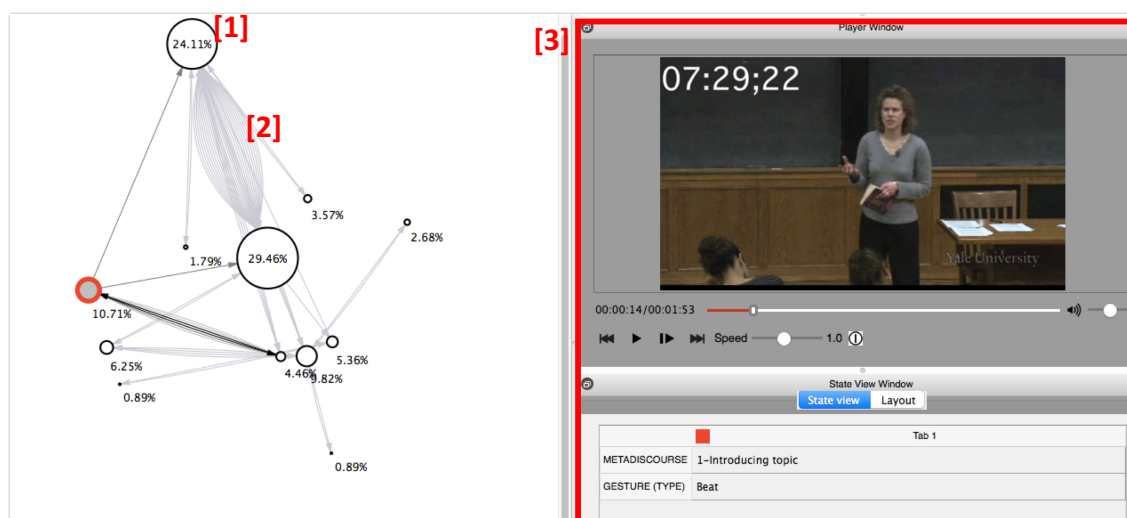 [1]
24.11%
[2]
3.57%
2.68%
1.79%
29.46%
10.71%
6.25%
4.46%
9.82%
5.36%
0.89%
0.89%
[3]
Player Window
07:29;22
Yale University
00:00:14/00:01:53
Speed 1.0
State View Window
State view Layout
Tab 1
METADISCOURSE 1-Introducing topic
GESTURE (TYPE) Beat